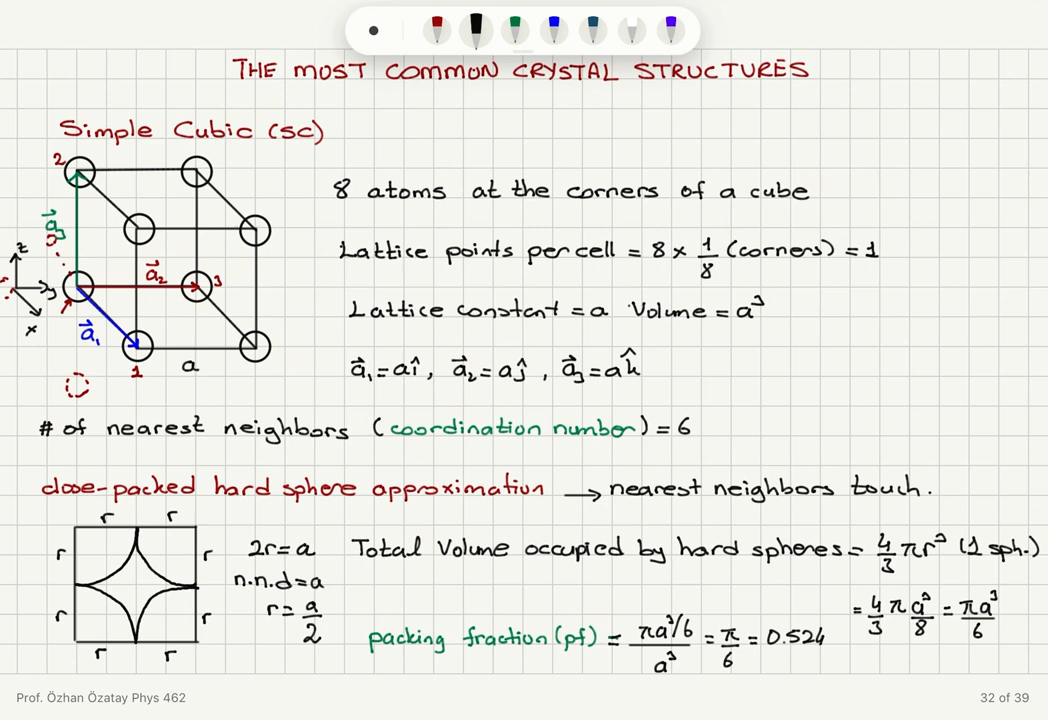 THE MOST COMMON CRYSTAL STRUCTURES
Simple Cubic (SC)
2
8 atoms at the corners of a cube
a⃗₃
Lattice points per cell = 8 × 1/8 (corners) = 1
z
a⃗₂ 3
y
x
a⃗₁
Lattice constant = a Volume = a³
1 a
a⃗₁ = aî, a⃗₂ = aĵ, a⃗₃ = ak̂
# of nearest neighbors (coordination number) = 6
close-packed hard sphere approximation → nearest neighbors touch.
r r
r r
r r
r r
2r = a
n.n.d = a
r = a/2
Total Volume occupied by hard spheres = 4/3 πr³ (1 sph.)
= 4/3 π a³/8 = πa³/6
packing fraction (pf) = πa³/6 / a³ = π/6 = 0.524
Prof. Özhan Özatay Phys 462
32 of 39